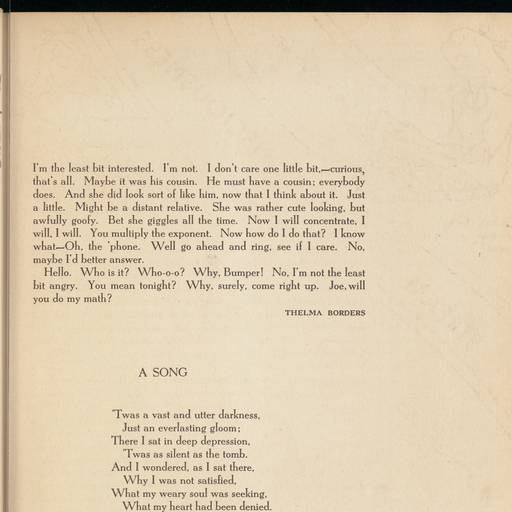 I'm the least bit interested. I'm not. I don't care one little bit,—curious,
that's all. Maybe it was his cousin. He must have a cousin; everybody
does. And she did look sort of like him, now that I think about it. Just
a little. Might be a distant relative. She was rather cute looking, but
awfully goofy. Bet she giggles all the time. Now I will concentrate, I
will, I will. You multiply the exponent. Now how do I do that? I know
what—Oh, the 'phone. Well go ahead and ring, see if I care. No,
maybe I'd better answer.
Hello. Who is it? Who-o-o? Why, Bumper! No, I'm not the least
bit angry. You mean tonight? Why, surely, come right up. Joe, will
you do my math?
THELMA BORDERS
A SONG
'Twas a vast and utter darkness,
Just an everlasting gloom;
There I sat in deep depression,
'Twas as silent as the tomb.
And I wondered, as I sat there,
Why I was not satisfied,
What my weary soul was seeking,
What my heart had been denied.